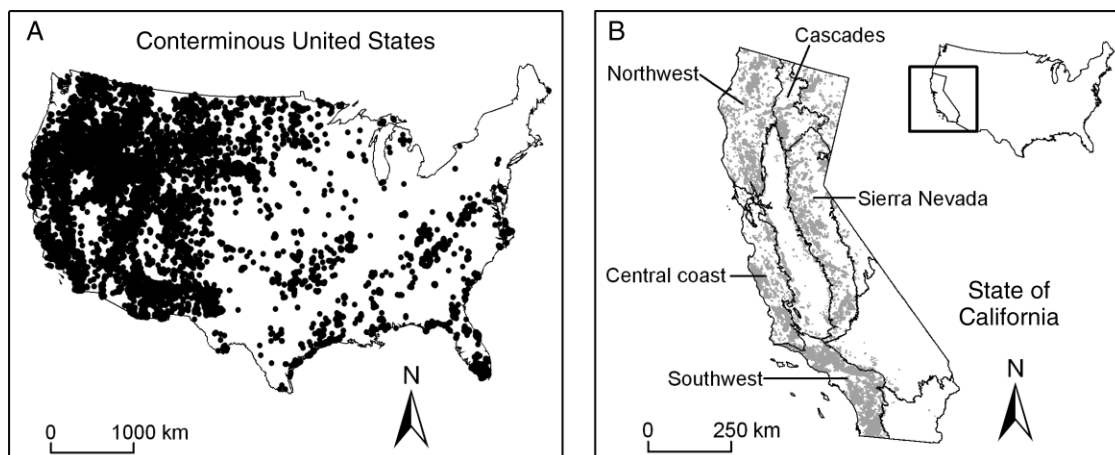 A
Conterminous United States
N
0 1000 km
B
Cascades
Northwest
Sierra Nevada
Central coast
State of
California
Southwest
N
0 250 km